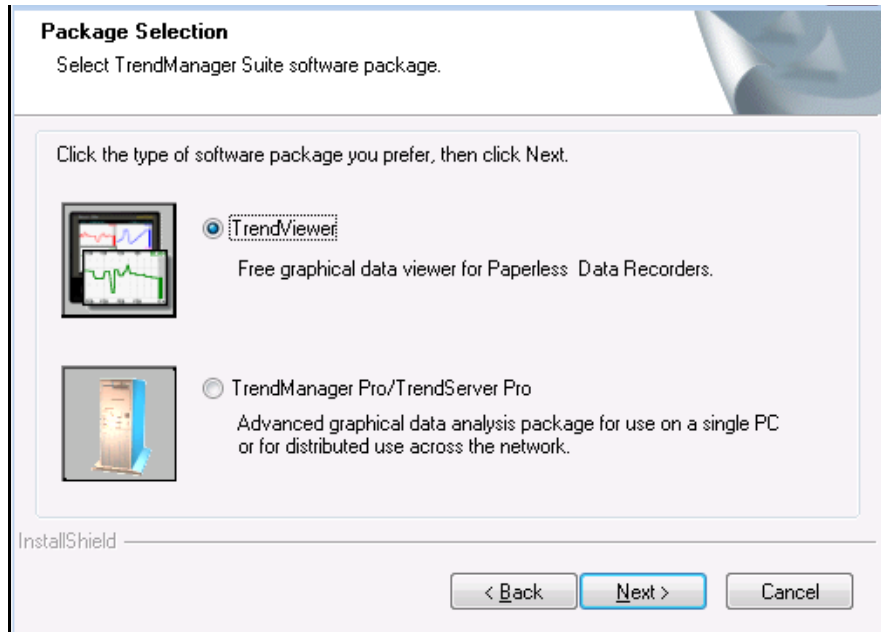 Package Selection
Select TrendManager Suite software package.
Click the type of software package you prefer, then click Next.
TrendViewer
Free graphical data viewer for Paperless Data Recorders.
TrendManager Pro/TrendServer Pro
Advanced graphical data analysis package for use on a single PC
or for distributed use across the network.
InstallShield
< Back
Next >
Cancel